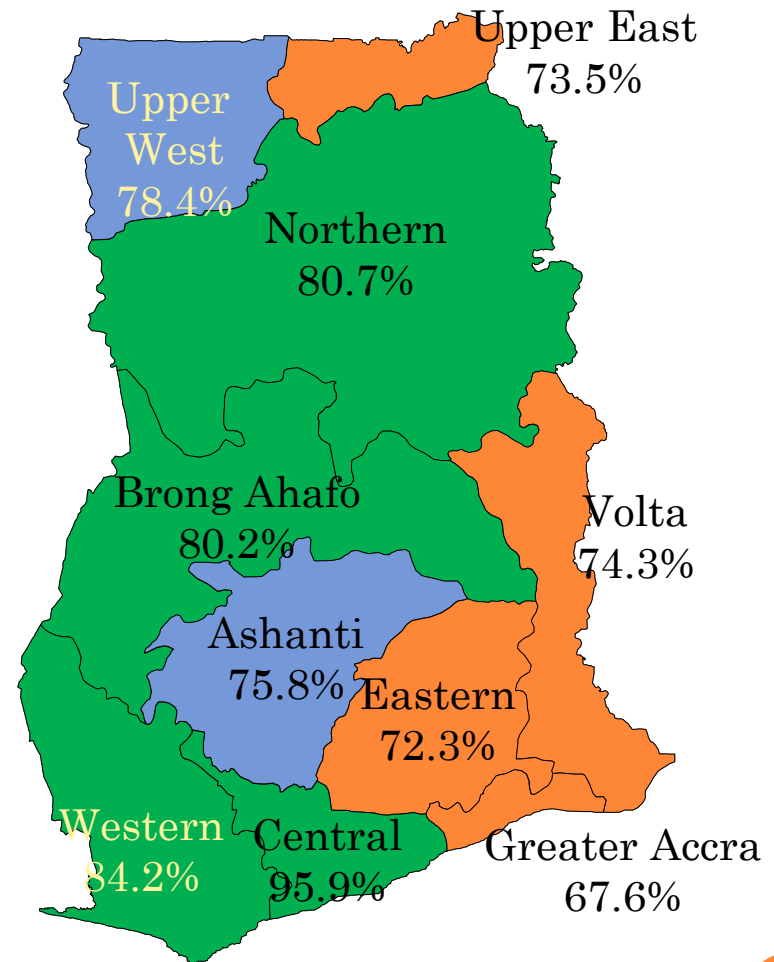 Upper East
73.5%
Upper
West
78.4%
Northern
80.7%
Brong Ahafo
80.2%
Volta
74.3%
Ashanti
75.8%
Eastern
72.3%
Western
84.2%
Central
95.9%
Greater Accra
67.6%